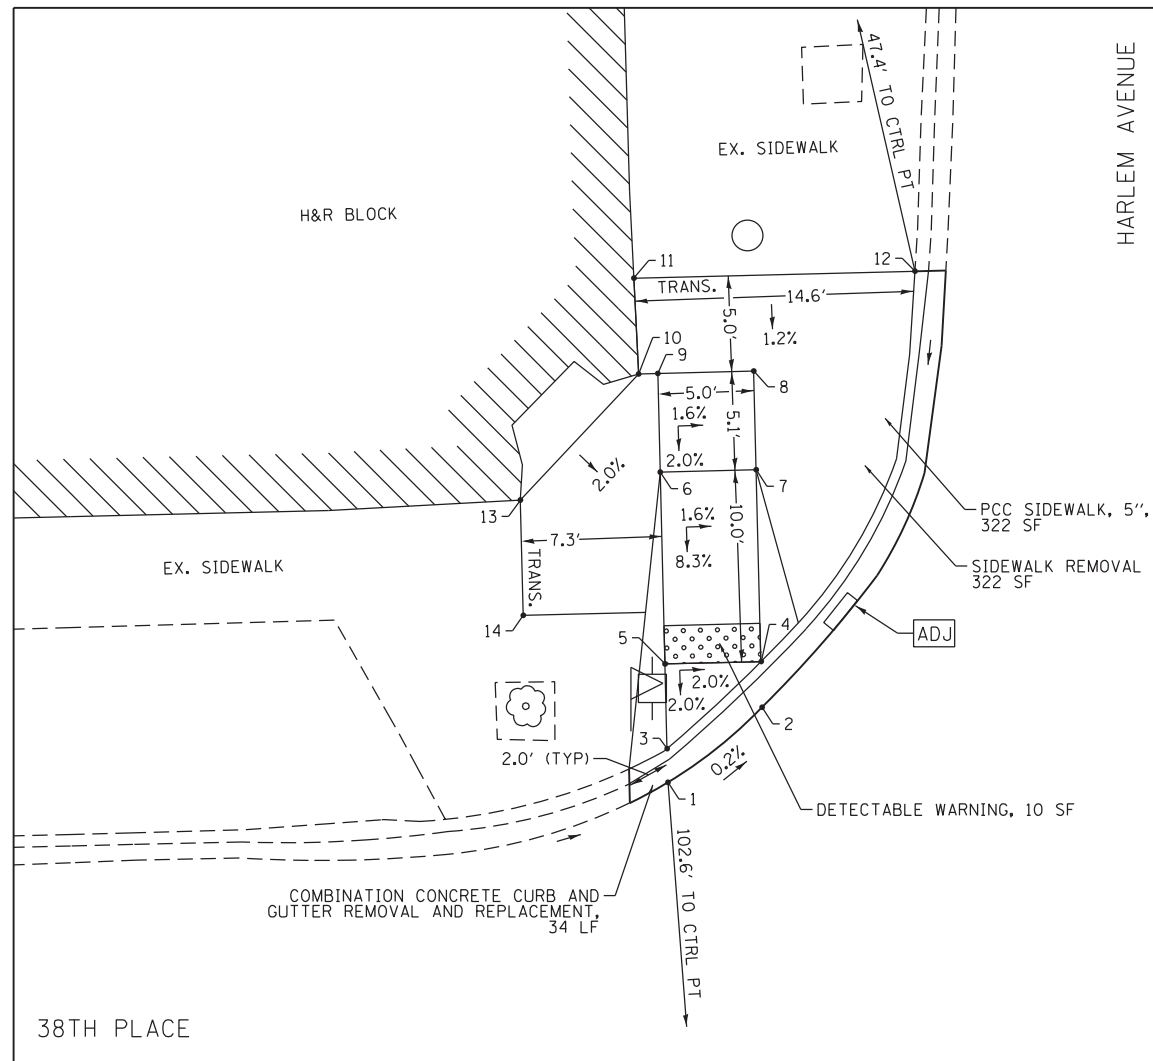 HARLEM AVENUE
47.4' TO CTRL PT
EX. SIDEWALK
H&R BLOCK
11
12
TRANS.
14.6'
5.0'
1.2%
10
9
8
5.0'
5.1'
1.6%
2.0%
2.0%
6
7
13
PCC SIDEWALK, 5",
322 SF
10.0'
1.6%
8.3%
7.3'
TRANS.
EX. SIDEWALK
SIDEWALK REMOVAL
322 SF
14
ADJ
5
4
2.0%
2.0%
3
2
2.0' (TYP)
0.2%
1
DETECTABLE WARNING, 10 SF
102.6' TO CTRL PT
COMBINATION CONCRETE CURB AND
GUTTER REMOVAL AND REPLACEMENT,
34 LF
38TH PLACE